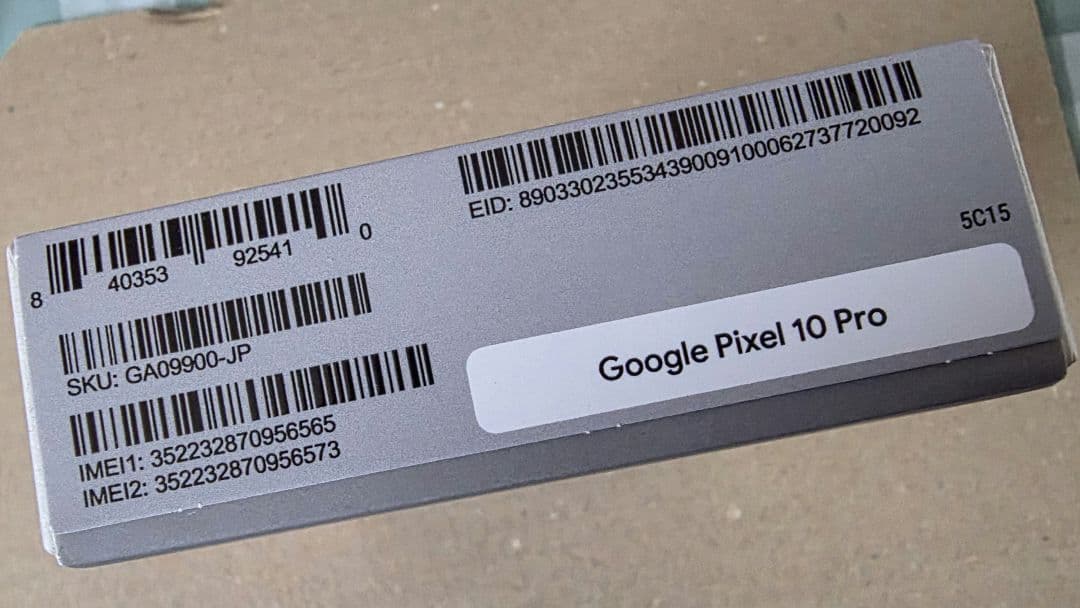 8 40353 92541 0
SKU: GA09900-JP
IMEI1: 352232870956565
IMEI2: 352232870956573
EID: 89033023553439009100062737720092
5C15
Google Pixel 10 Pro